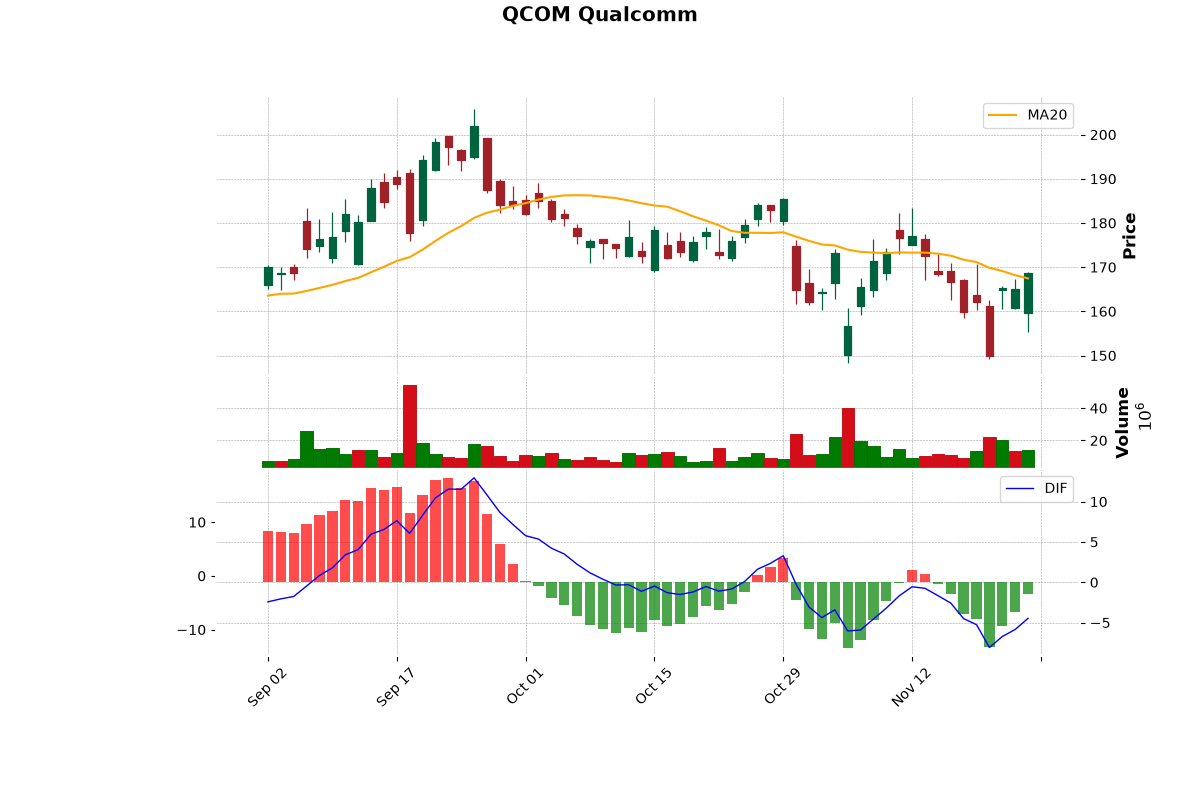 QCOM Qualcomm
MA20
200
190
180
170
160
150
Price
40
20
Volume
10^6
DIF
10
0
−10
10
5
0
−5
Sep 02
Sep 17
Oct 01
Oct 15
Oct 29
Nov 12